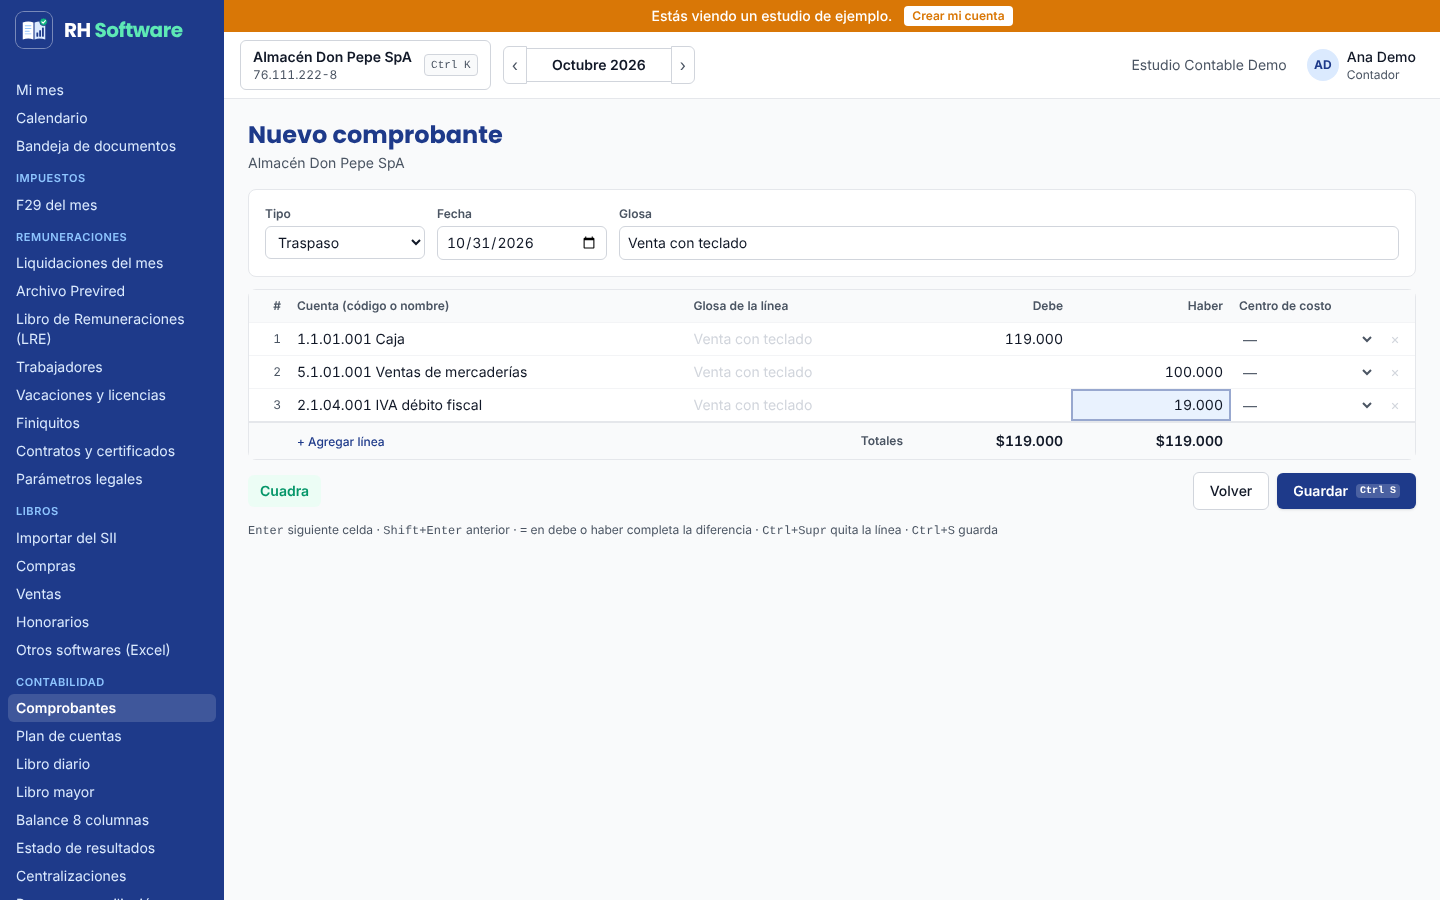 Estás viendo un estudio de ejemplo. Crear mi cuenta
RH Software
Almacén Don Pepe SpA
76.111.222-8
Ctrl K
‹ Octubre 2026 ›
Estudio Contable Demo
AD
Ana Demo
Contador
Mi mes
Calendario
Bandeja de documentos
IMPUESTOS
F29 del mes
REMUNERACIONES
Liquidaciones del mes
Archivo Previred
Libro de Remuneraciones
(LRE)
Trabajadores
Vacaciones y licencias
Finiquitos
Contratos y certificados
Parámetros legales
LIBROS
Importar del SII
Compras
Ventas
Honorarios
Otros softwares (Excel)
CONTABILIDAD
Comprobantes
Plan de cuentas
Libro diario
Libro mayor
Balance 8 columnas
Estado de resultados
Centralizaciones
Nuevo comprobante
Almacén Don Pepe SpA
Tipo Fecha Glosa
Traspaso 10/31/2026 Venta con teclado
# Cuenta (código o nombre) Glosa de la línea Debe Haber Centro de costo
1 1.1.01.001 Caja Venta con teclado 119.000 — ×
2 5.1.01.001 Ventas de mercaderías Venta con teclado 100.000 — ×
3 2.1.04.001 IVA débito fiscal Venta con teclado 19.000 — ×
+ Agregar línea Totales $119.000 $119.000
Cuadra Volver Guardar Ctrl S
Enter siguiente celda · Shift+Enter anterior · = en debe o haber completa la diferencia · Ctrl+Supr quita la línea · Ctrl+S guarda